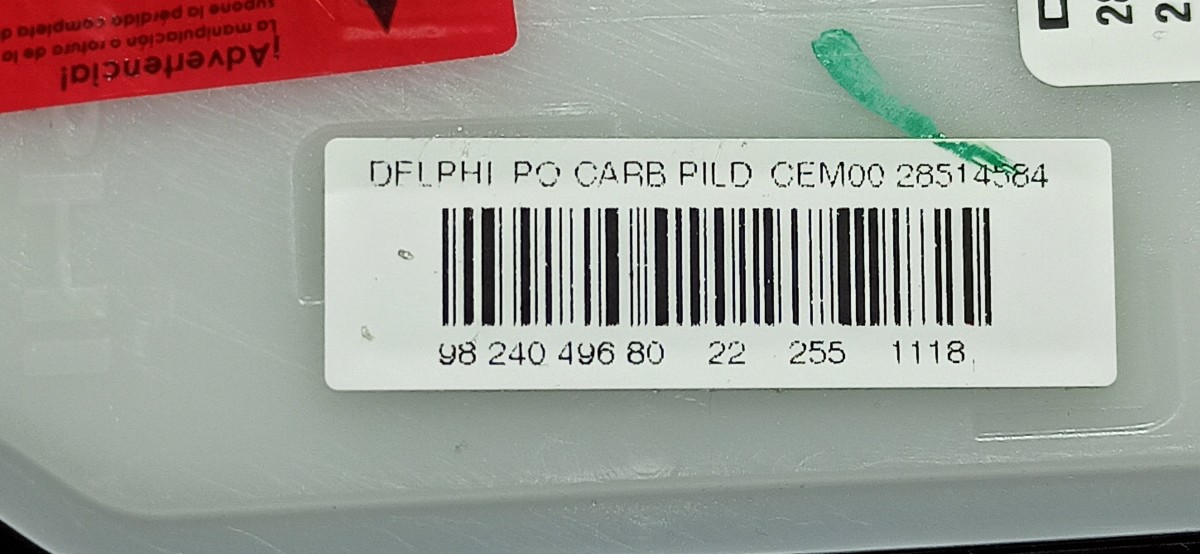 ¡Advertencia!
La manipulación o rotura de la
supone la pérdida completa d
DELPHI PO CARB PILD CEM00 28514584
98 240 496 80 22 255 1118